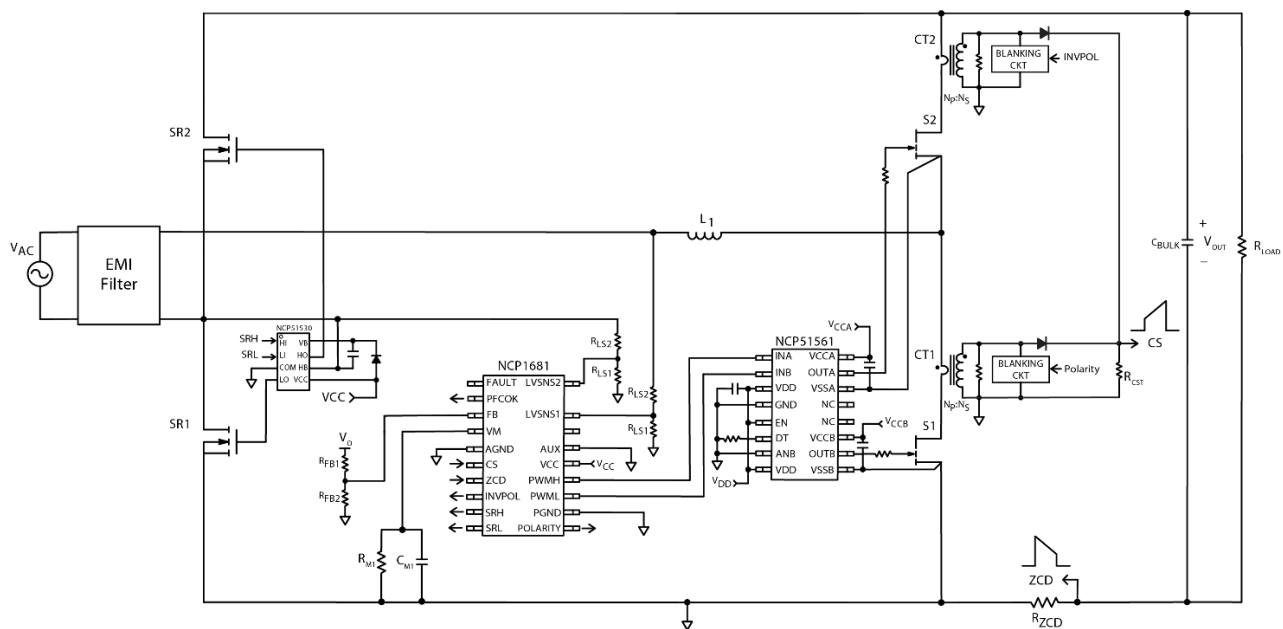 CT2
BLANKING
CKT
INVPOL
NP:NS
S2
SR2
L1
VAC
EMI
Filter
CBULK
+
VOUT
−
RLOAD
NCP51530
SRH
SRL
HI
LI
COM
LO
VB
HO
HB
VCC
VCC
SR1
RLS2
RLS1
RLS2
RLS1
NCP1681
FAULT
PFCOK
FB
VM
AGND
CS
ZCD
INVPOL
SRH
SRL
LVSNS2
LVSNS1
AUX
VCC
PWMH
PWML
PGND
POLARITY
VCC
VO
RFB1
RFB2
RM1
CM1
VCCA
NCP51561
INA
INB
VDD
GND
EN
DT
ANB
VDD
VCCA
OUTA
VSSA
NC
NC
VCCB
OUTB
VSSB
VDD
VCCB
CT1
BLANKING
CKT
Polarity
NP:NS
S1
CS
RCST
ZCD
RZCD